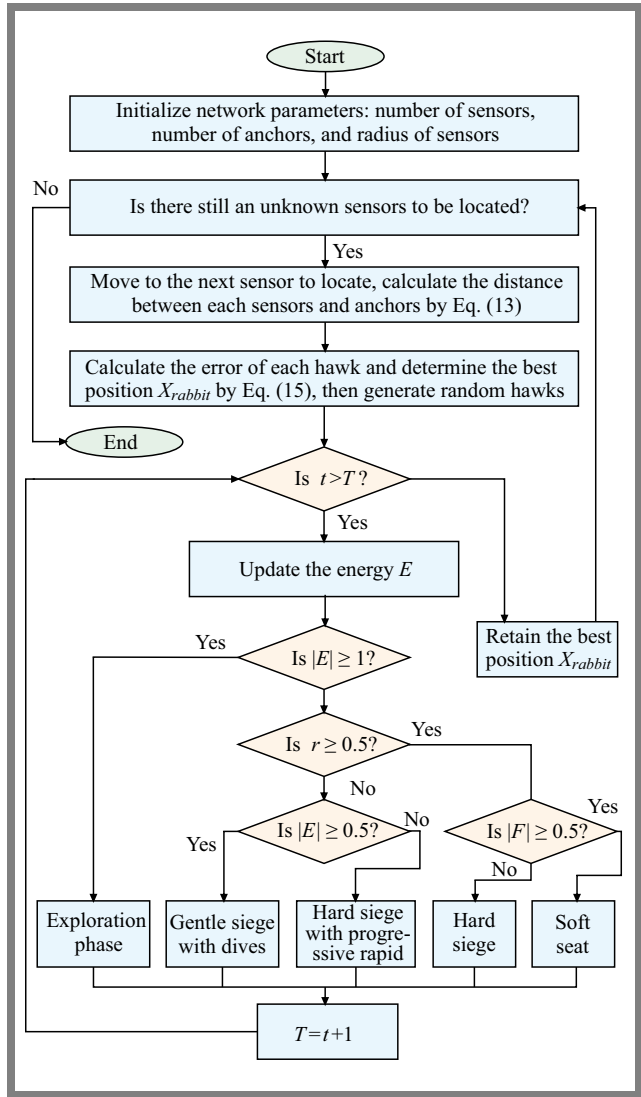 Start
Initialize network parameters: number of sensors,
number of anchors, and radius of sensors
No
Is there still an unknown sensors to be located?
Yes
Move to the next sensor to locate, calculate the distance
between each sensors and anchors by Eq. (13)
Calculate the error of each hawk and determine the best
position X_rabbit by Eq. (15), then generate random hawks
End
Is t>T?
Yes
Update the energy E
Retain the best
position X_rabbit
Yes
Is |E| ≥ 1?
Is r ≥ 0.5?
Yes
No
Is |E| ≥ 0.5?
Yes
No
Is |F| ≥ 0.5?
Yes
No
Exploration
phase
Gentle siege
with dives
Hard siege
with progre-
ssive rapid
Hard
siege
Soft
seat
T=t+1